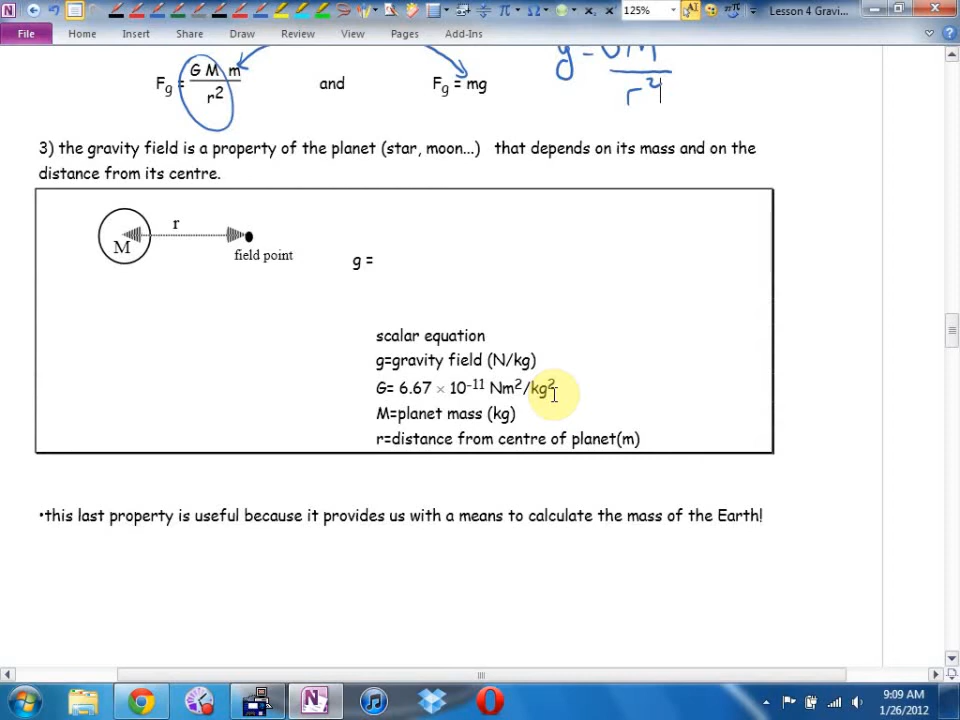 125%
Lesson 4 Gravi...
File Home Insert Share Draw Review View Pages Add-Ins
Fg = G M m / r2 and Fg = mg
r2
3) the gravity field is a property of the planet (star, moon...) that depends on its mass and on the
distance from its centre.
r
M
field point
g =
scalar equation
g=gravity field (N/kg)
G= 6.67 × 10-11 Nm2/kg2
M=planet mass (kg)
r=distance from centre of planet(m)
•this last property is useful because it provides us with a means to calculate the mass of the Earth!
9:09 AM
1/26/2012